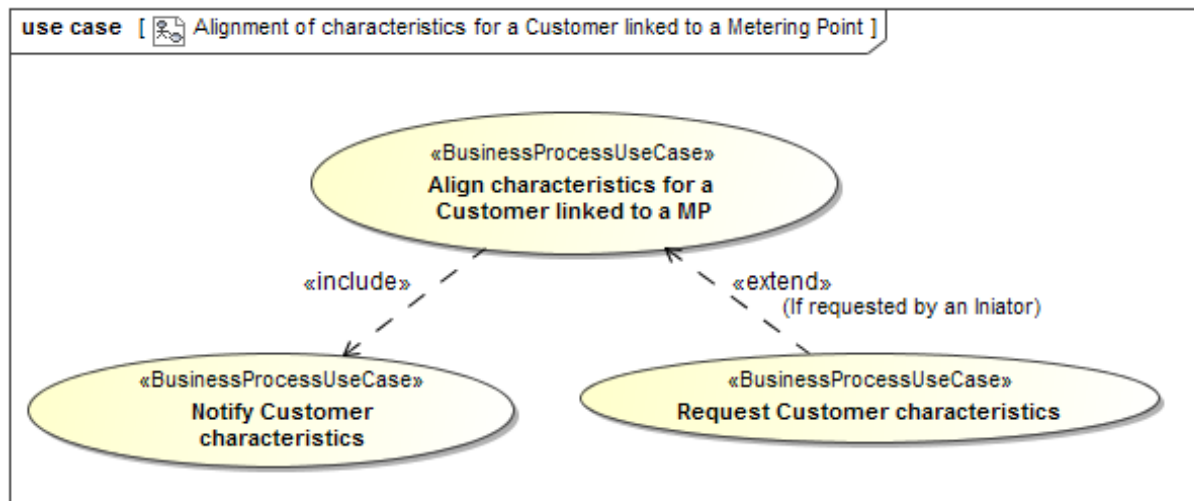 use case [ Alignment of characteristics for a Customer linked to a Metering Point ]
«BusinessProcessUseCase»
Align characteristics for a
Customer linked to a MP
«include»
«extend»
(If requested by an Iniator)
«BusinessProcessUseCase»
Notify Customer
characteristics
«BusinessProcessUseCase»
Request Customer characteristics